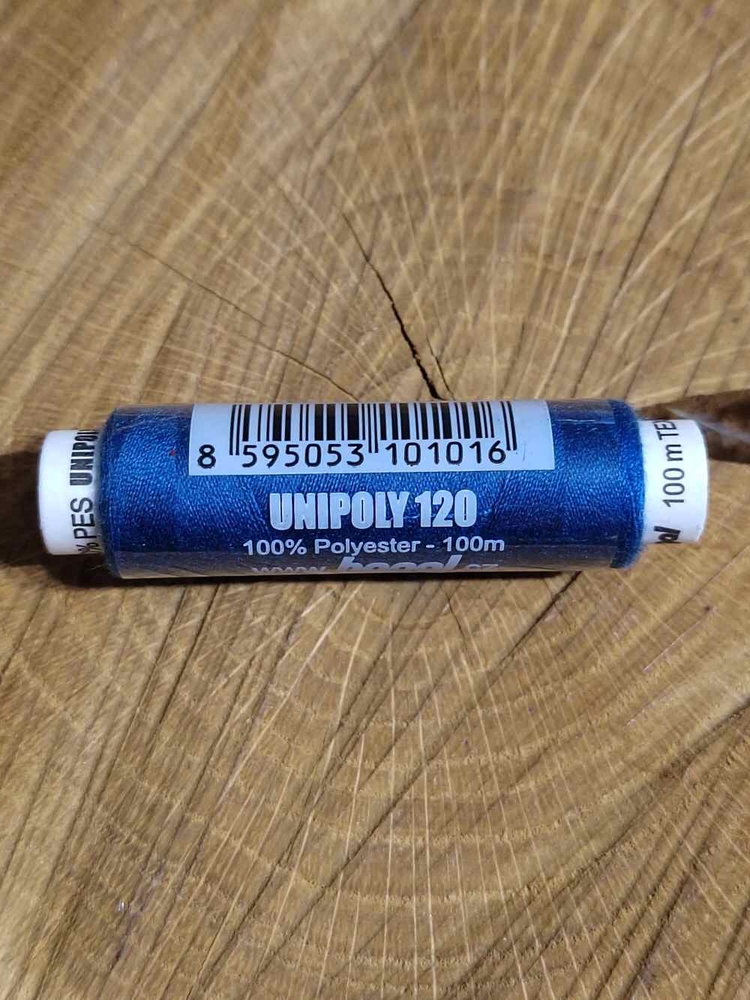 8 595053 101016
UNIPOLY 120
100% Polyester - 100m
PES
100 m